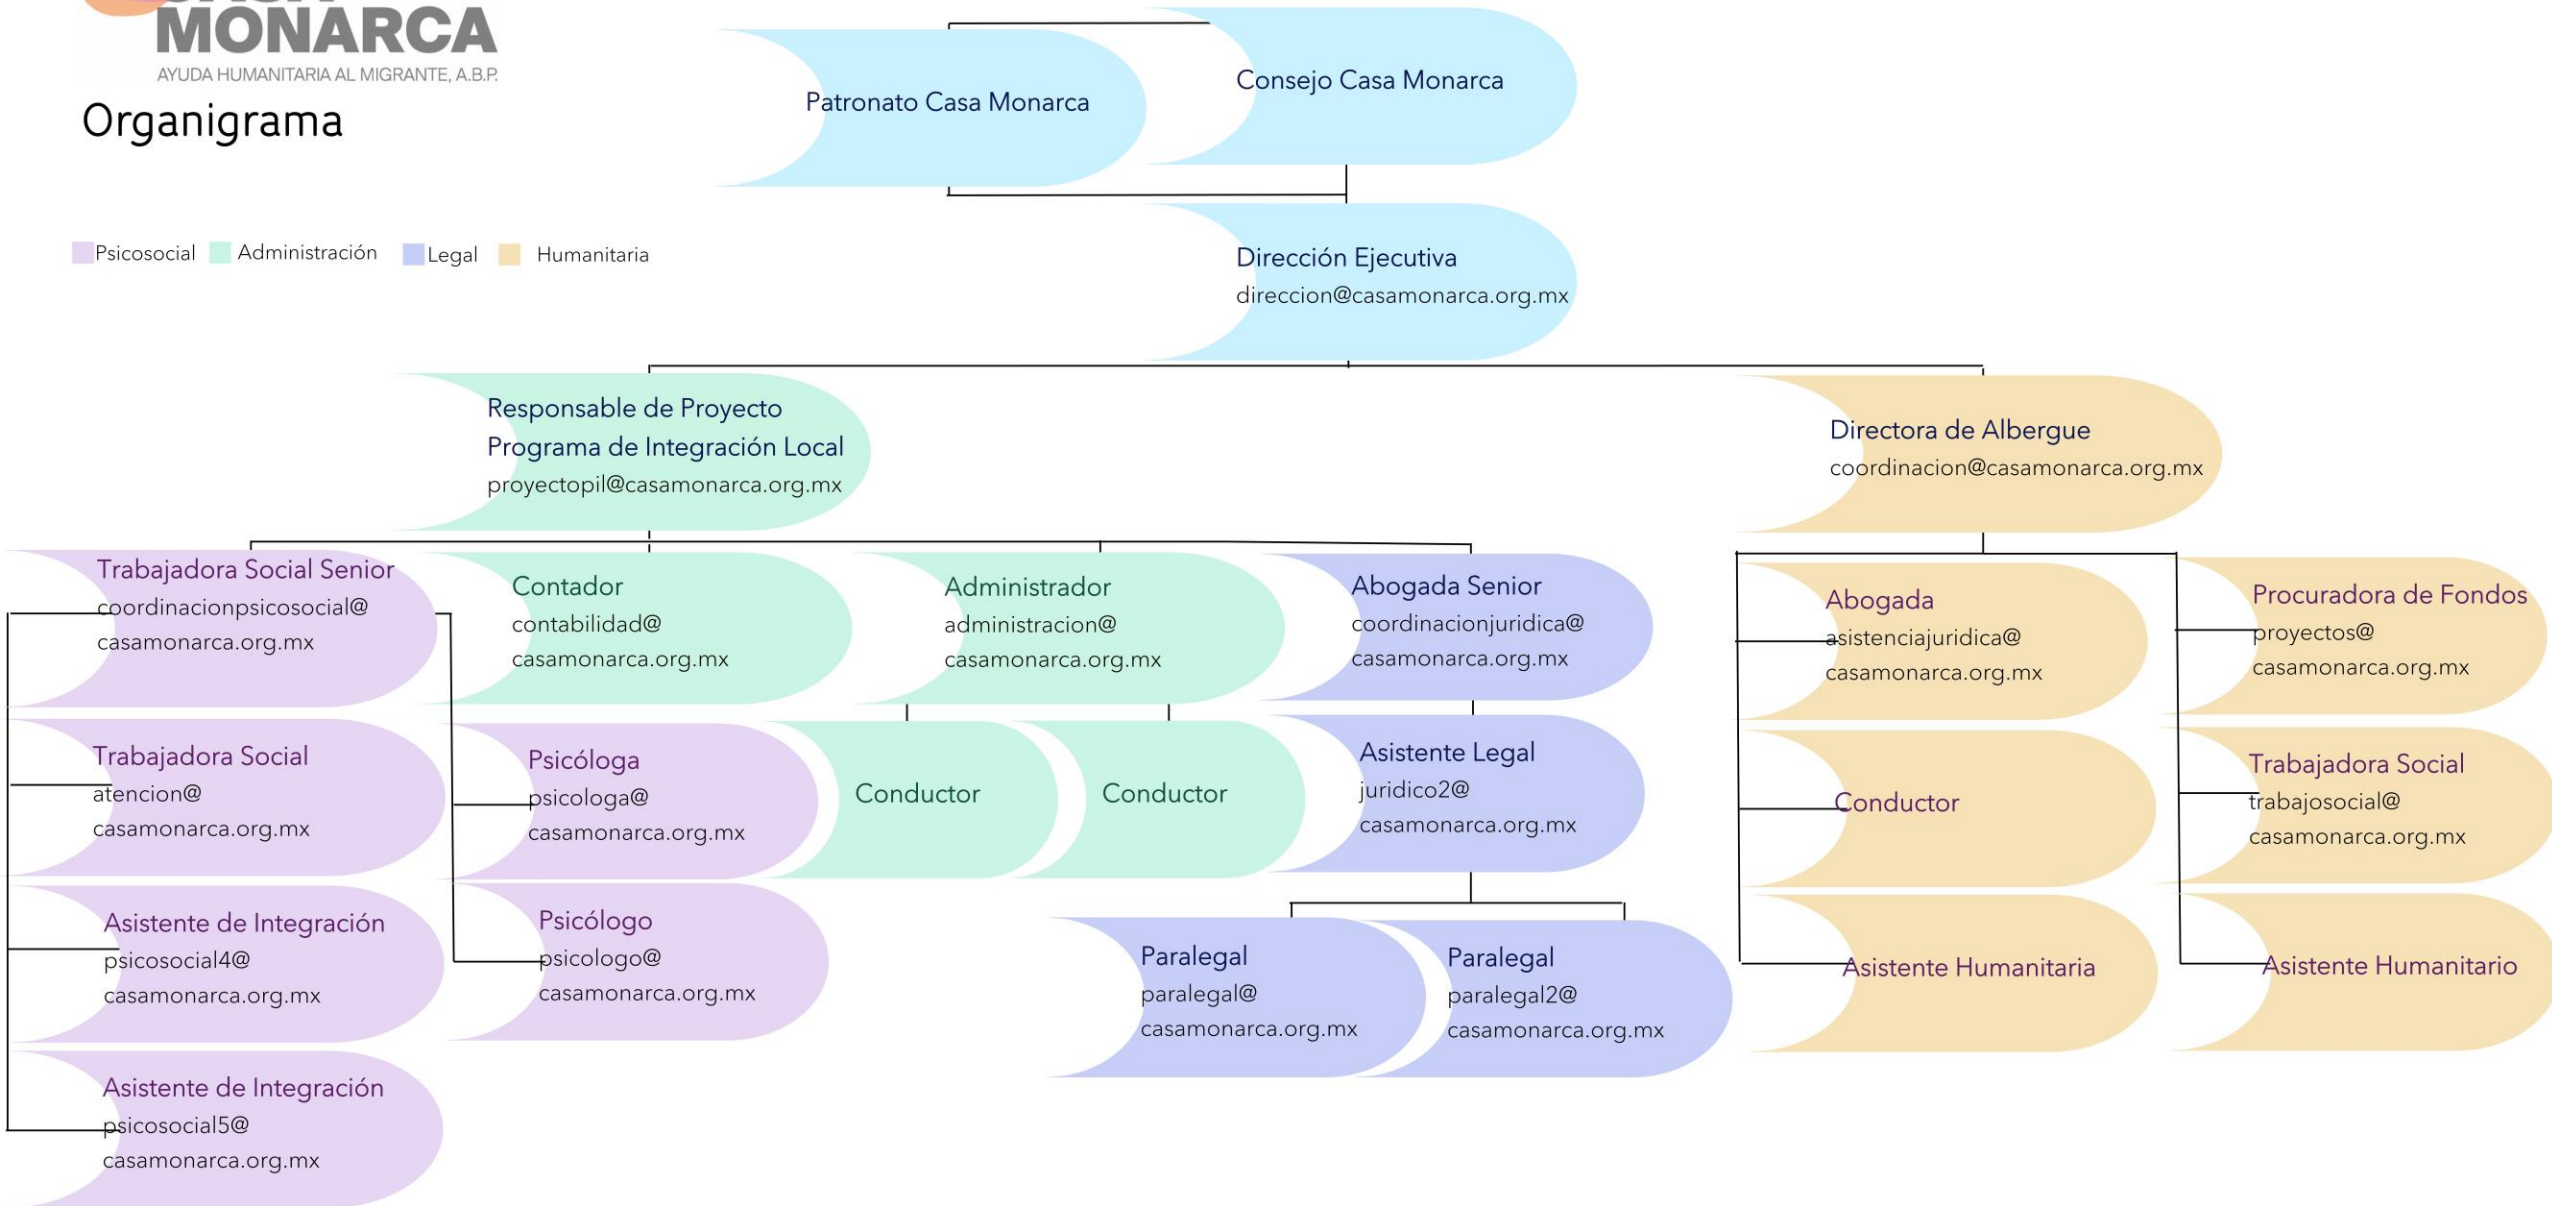 CASA
MONARCA
AYUDA HUMANITARIA AL MIGRANTE, A.B.P.
Organigrama
Psicosocial
Administración
Legal
Humanitaria
Patronato Casa Monarca
Consejo Casa Monarca
Dirección Ejecutiva
direccion@casamonarca.org.mx
Responsable de Proyecto
Programa de Integración Local
proyectopil@casamonarca.org.mx
Directora de Albergue
coordinacion@casamonarca.org.mx
Trabajadora Social Senior
coordinacionpsicosocial@
casamonarca.org.mx
Contador
contabilidad@
casamonarca.org.mx
Administrador
administracion@
casamonarca.org.mx
Abogada Senior
coordinacionjuridica@
casamonarca.org.mx
Abogada
asistenciajuridica@
casamonarca.org.mx
Procuradora de Fondos
proyectos@
casamonarca.org.mx
Trabajadora Social
atencion@
casamonarca.org.mx
Psicóloga
psicologa@
casamonarca.org.mx
Conductor
Conductor
Asistente Legal
juridico2@
casamonarca.org.mx
Conductor
Trabajadora Social
trabajosocial@
casamonarca.org.mx
Asistente de Integración
psicosocial4@
casamonarca.org.mx
Psicólogo
psicologo@
casamonarca.org.mx
Paralegal
paralegal@
casamonarca.org.mx
Paralegal
paralegal2@
casamonarca.org.mx
Asistente Humanitaria
Asistente Humanitario
Asistente de Integración
psicosocial5@
casamonarca.org.mx